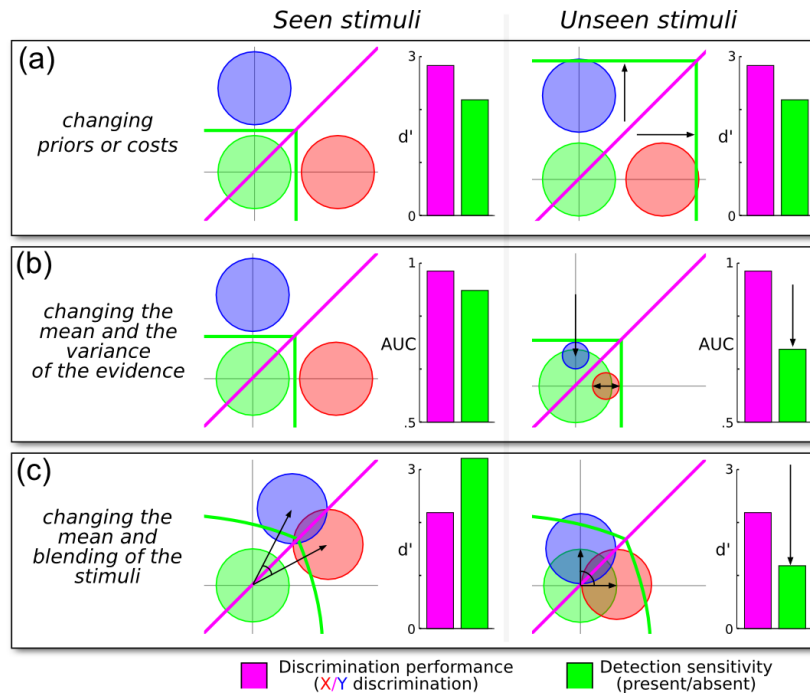 Seen stimuli
Unseen stimuli
(a)
changing
priors or costs
3
d'
0
3
d'
0
(b)
changing the
mean and the
variance
of the evidence
1
AUC
.5
1
AUC
.5
(c)
changing the
mean and
blending of the
stimuli
3
d'
0
3
d'
0
Discrimination performance
(X/Y discrimination)
Detection sensitivity
(present/absent)